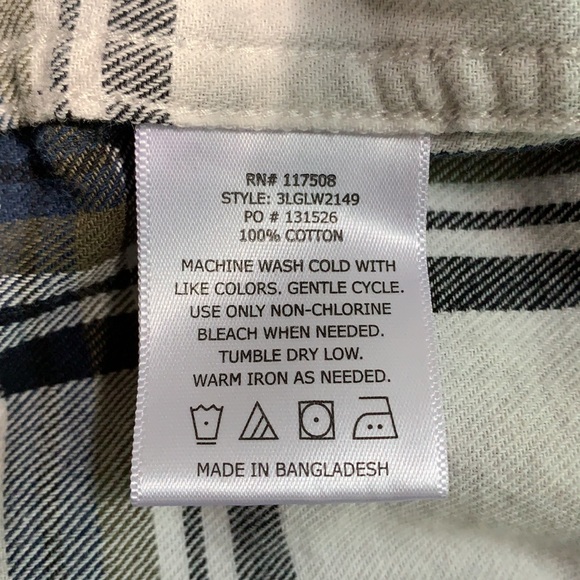 RN# 117508
STYLE: 3LGLW2149
PO # 131526
100% COTTON
MACHINE WASH COLD WITH
LIKE COLORS. GENTLE CYCLE.
USE ONLY NON-CHLORINE
BLEACH WHEN NEEDED.
TUMBLE DRY LOW.
WARM IRON AS NEEDED.
MADE IN BANGLADESH